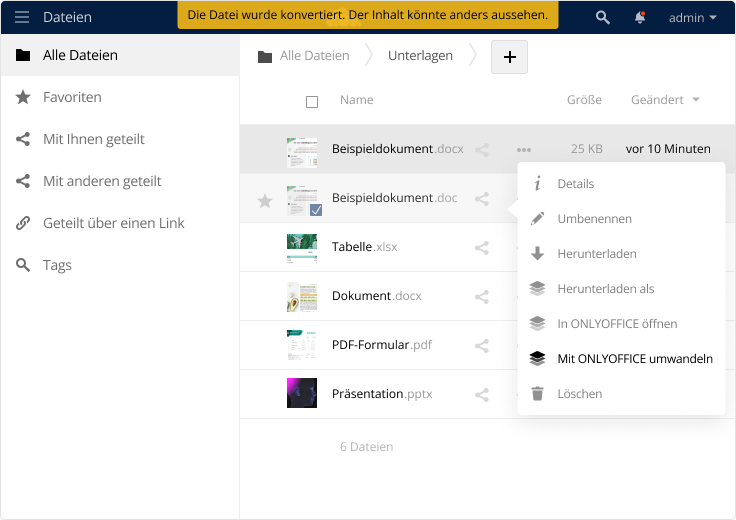 Dateien
Die Datei wurde konvertiert. Der Inhalt könnte anders aussehen.
admin
Alle Dateien
Favoriten
Mit Ihnen geteilt
Mit anderen geteilt
Geteilt über einen Link
Tags
Alle Dateien
Unterlagen
+
Name
Größe
Geändert
Beispieldokument.docx
25 KB
vor 10 Minuten
Beispieldokument.doc
Tabelle.xlsx
Dokument.docx
PDF-Formular.pdf
Präsentation.pptx
6 Dateien
Details
Umbenennen
Herunterladen
Herunterladen als
In ONLYOFFICE öffnen
Mit ONLYOFFICE umwandeln
Löschen